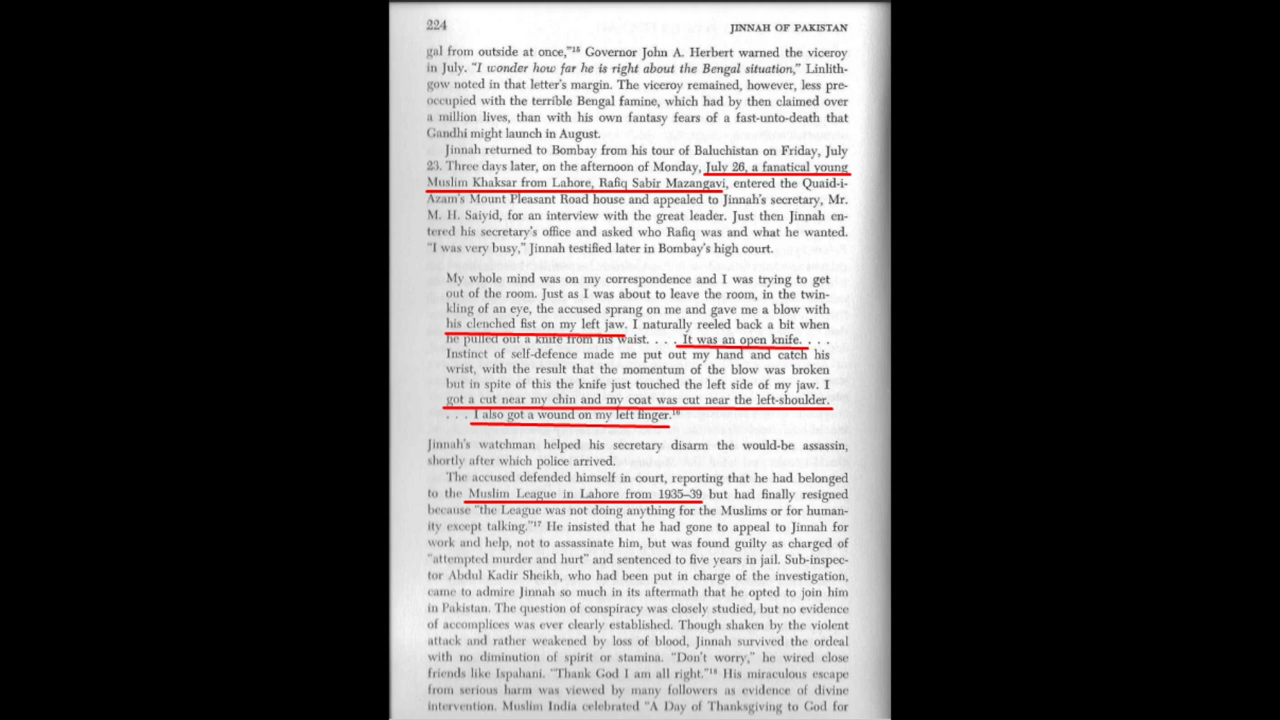 224
JINNAH OF PAKISTAN
gal from outside at once,"15 Governor John A. Herbert warned the viceroy
in July. "I wonder how far he is right about the Bengal situation," Linlith-
gow noted in that letter's margin. The viceroy remained, however, less pre-
occupied with the terrible Bengal famine, which had by then claimed over
a million lives, than with his own fantasy fears of a fast-unto-death that
Gandhi might launch in August.
Jinnah returned to Bombay from his tour of Baluchistan on Friday, July
23. Three days later, on the afternoon of Monday, July 26, a fanatical young
Muslim Khaksar from Lahore, Rafiq Sabir Mazangavi, entered the Quaid-i-
Azam's Mount Pleasant Road house and appealed to Jinnah's secretary, Mr.
M. H. Saiyid, for an interview with the great leader. Just then Jinnah en-
tered his secretary's office and asked who Rafiq was and what he wanted.
"I was very busy," Jinnah testified later in Bombay's high court.
My whole mind was on my correspondence and I was trying to get
out of the room. Just as I was about to leave the room, in the twin-
kling of an eye, the accused sprang on me and gave me a blow with
his clenched fist on my left jaw. I naturally reeled back a bit when
he pulled out a knife from his waist. . . . It was an open knife. . . .
Instinct of self-defence made me put out my hand and catch his
wrist, with the result that the momentum of the blow was broken
but in spite of this the knife just touched the left side of my jaw. I
got a cut near my chin and my coat was cut near the left-shoulder.
. . . I also got a wound on my left finger.16
Jinnah's watchman helped his secretary disarm the would-be assassin,
shortly after which police arrived.
The accused defended himself in court, reporting that he had belonged
to the Muslim League in Lahore from 1935–39 but had finally resigned
because "the League was not doing anything for the Muslims or for human-
ity except talking."17 He insisted that he had gone to appeal to Jinnah for
work and help, not to assassinate him, but was found guilty as charged of
"attempted murder and hurt" and sentenced to five years in jail. Sub-inspec-
tor Abdul Kadir Sheikh, who had been put in charge of the investigation,
came to admire Jinnah so much in its aftermath that he opted to join him
in Pakistan. The question of conspiracy was closely studied, but no evidence
of accomplices was ever clearly established. Though shaken by the violent
attack and rather weakened by loss of blood, Jinnah survived the ordeal
with no diminution of spirit or stamina. "Don't worry," he wired close
friends like Ispahani. "Thank God I am all right."18 His miraculous escape
from serious harm was viewed by many followers as evidence of divine
intervention. Muslim India celebrated "A Day of Thanksgiving to God for